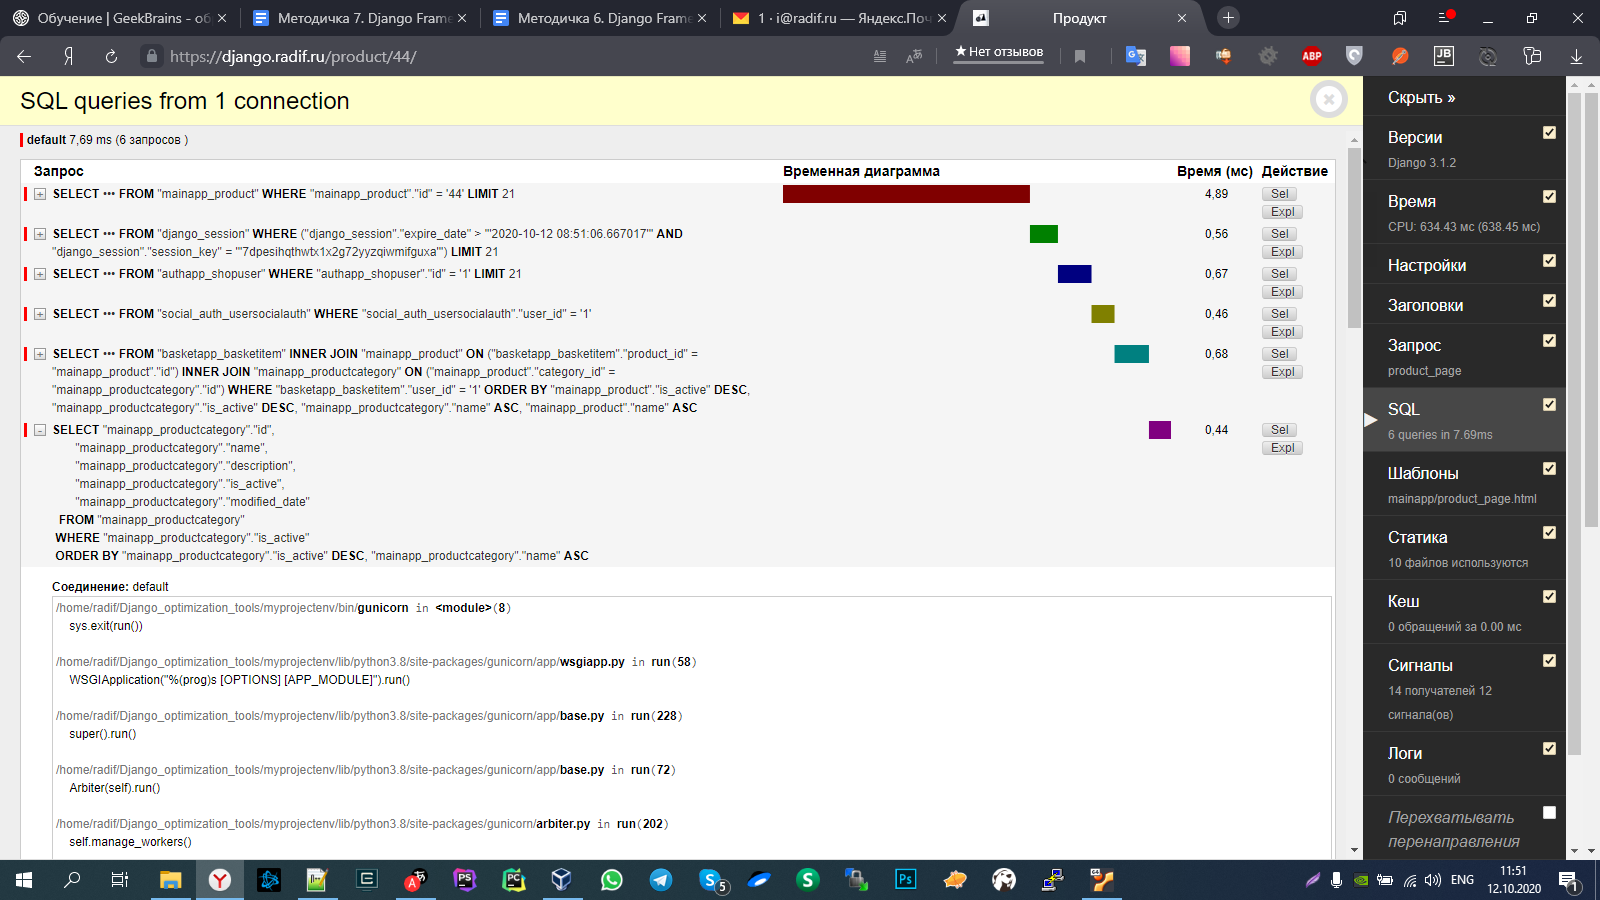 Обучение | GeekBrains - об
Методичка 7. Django Frame
Методичка 6. Django Frame
1 · i@radif.ru — Яндекс.Поч
Продукт
https://django.radif.ru/product/44/
★ Нет отзывов
ABP
JB
SQL queries from 1 connection
default 7,69 ms (6 запросов )
Запрос
Временная диаграмма
Время (мс)
Действие
SELECT ••• FROM "mainapp_product" WHERE "mainapp_product"."id" = '44' LIMIT 21
4,89
Sel
Expl
SELECT ••• FROM "django_session" WHERE ("django_session"."expire_date" > '"2020-10-12 08:51:06.667017"' AND
"django_session"."session_key" = '"7dpesihqthwtx1x2g72yyzqiwmifguxa"') LIMIT 21
0,56
Sel
Expl
SELECT ••• FROM "authapp_shopuser" WHERE "authapp_shopuser"."id" = '1' LIMIT 21
0,67
Sel
Expl
SELECT ••• FROM "social_auth_usersocialauth" WHERE "social_auth_usersocialauth"."user_id" = '1'
0,46
Sel
Expl
SELECT ••• FROM "basketapp_basketitem" INNER JOIN "mainapp_product" ON ("basketapp_basketitem"."product_id" =
"mainapp_product"."id") INNER JOIN "mainapp_productcategory" ON ("mainapp_product"."category_id" =
"mainapp_productcategory"."id") WHERE "basketapp_basketitem"."user_id" = '1' ORDER BY "mainapp_product"."is_active" DESC,
"mainapp_productcategory"."is_active" DESC, "mainapp_productcategory"."name" ASC, "mainapp_product"."name" ASC
0,68
Sel
Expl
SELECT "mainapp_productcategory"."id",
"mainapp_productcategory"."name",
"mainapp_productcategory"."description",
"mainapp_productcategory"."is_active",
"mainapp_productcategory"."modified_date"
FROM "mainapp_productcategory"
WHERE "mainapp_productcategory"."is_active"
ORDER BY "mainapp_productcategory"."is_active" DESC, "mainapp_productcategory"."name" ASC
0,44
Sel
Expl
Соединение: default
/home/radif/Django_optimization_tools/myprojectenv/bin/gunicorn in <module>(8)
sys.exit(run())
/home/radif/Django_optimization_tools/myprojectenv/lib/python3.8/site-packages/gunicorn/app/wsgiapp.py in run(58)
WSGIApplication("%(prog)s [OPTIONS] [APP_MODULE]").run()
/home/radif/Django_optimization_tools/myprojectenv/lib/python3.8/site-packages/gunicorn/app/base.py in run(228)
super().run()
/home/radif/Django_optimization_tools/myprojectenv/lib/python3.8/site-packages/gunicorn/app/base.py in run(72)
Arbiter(self).run()
/home/radif/Django_optimization_tools/myprojectenv/lib/python3.8/site-packages/gunicorn/arbiter.py in run(202)
self.manage_workers()
Скрыть »
Версии
Django 3.1.2
Время
CPU: 634.43 мс (638.45 мс)
Настройки
Заголовки
Запрос
product_page
SQL
6 queries in 7.69ms
Шаблоны
mainapp/product_page.html
Статика
10 файлов используются
Кеш
0 обращений за 0.00 мс
Сигналы
14 получателей 12
сигнала(ов)
Логи
0 сообщений
Перехватывать
перенаправления
PS
PC
5
S
Ps
ENG
11:51
12.10.2020
1